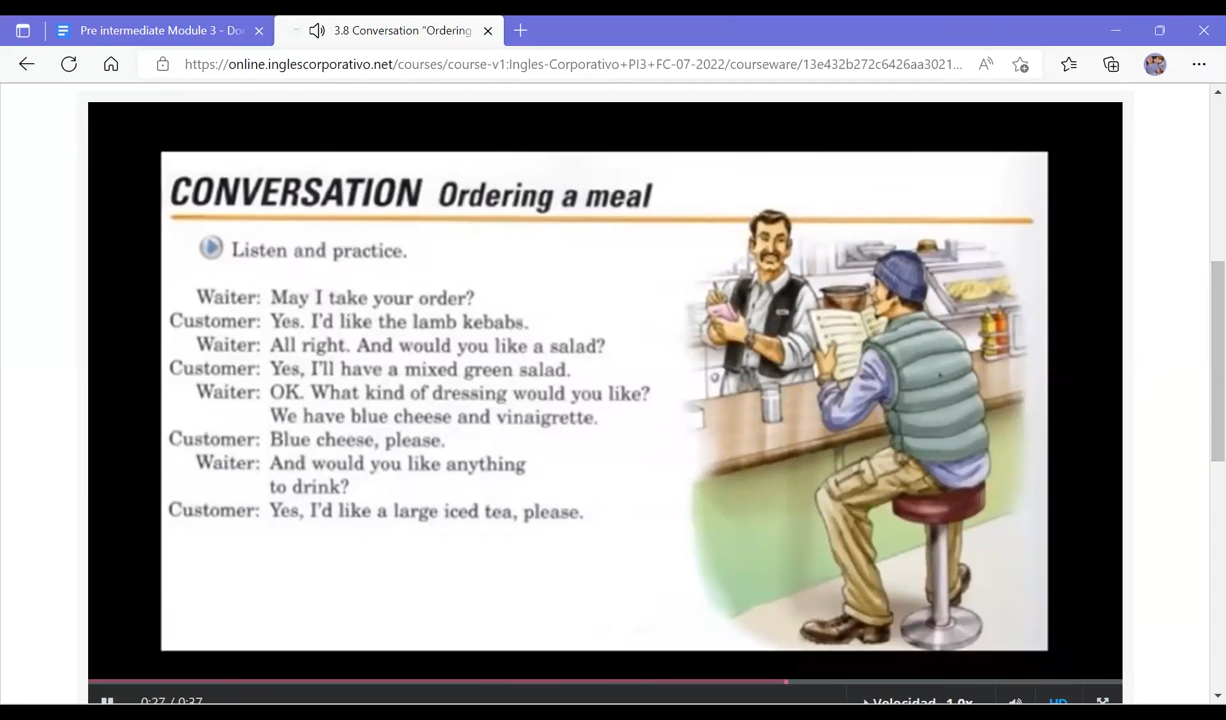 Pre intermediate Module 3 - Do
3.8 Conversation "Ordering
https://online.inglescorporativo.net/courses/course-v1:Ingles-Corporativo+PI3+FC-07-2022/courseware/13e432b272c6426aa3021...
CONVERSATION Ordering a meal
Listen and practice.
Waiter: May I take your order?
Customer: Yes. I'd like the lamb kebabs.
Waiter: All right. And would you like a salad?
Customer: Yes, I'll have a mixed green salad.
Waiter: OK. What kind of dressing would you like?
We have blue cheese and vinaigrette.
Customer: Blue cheese, please.
Waiter: And would you like anything
to drink?
Customer: Yes, I'd like a large iced tea, please.
0:27 / 0:37
Velocidad 1.0x
HD